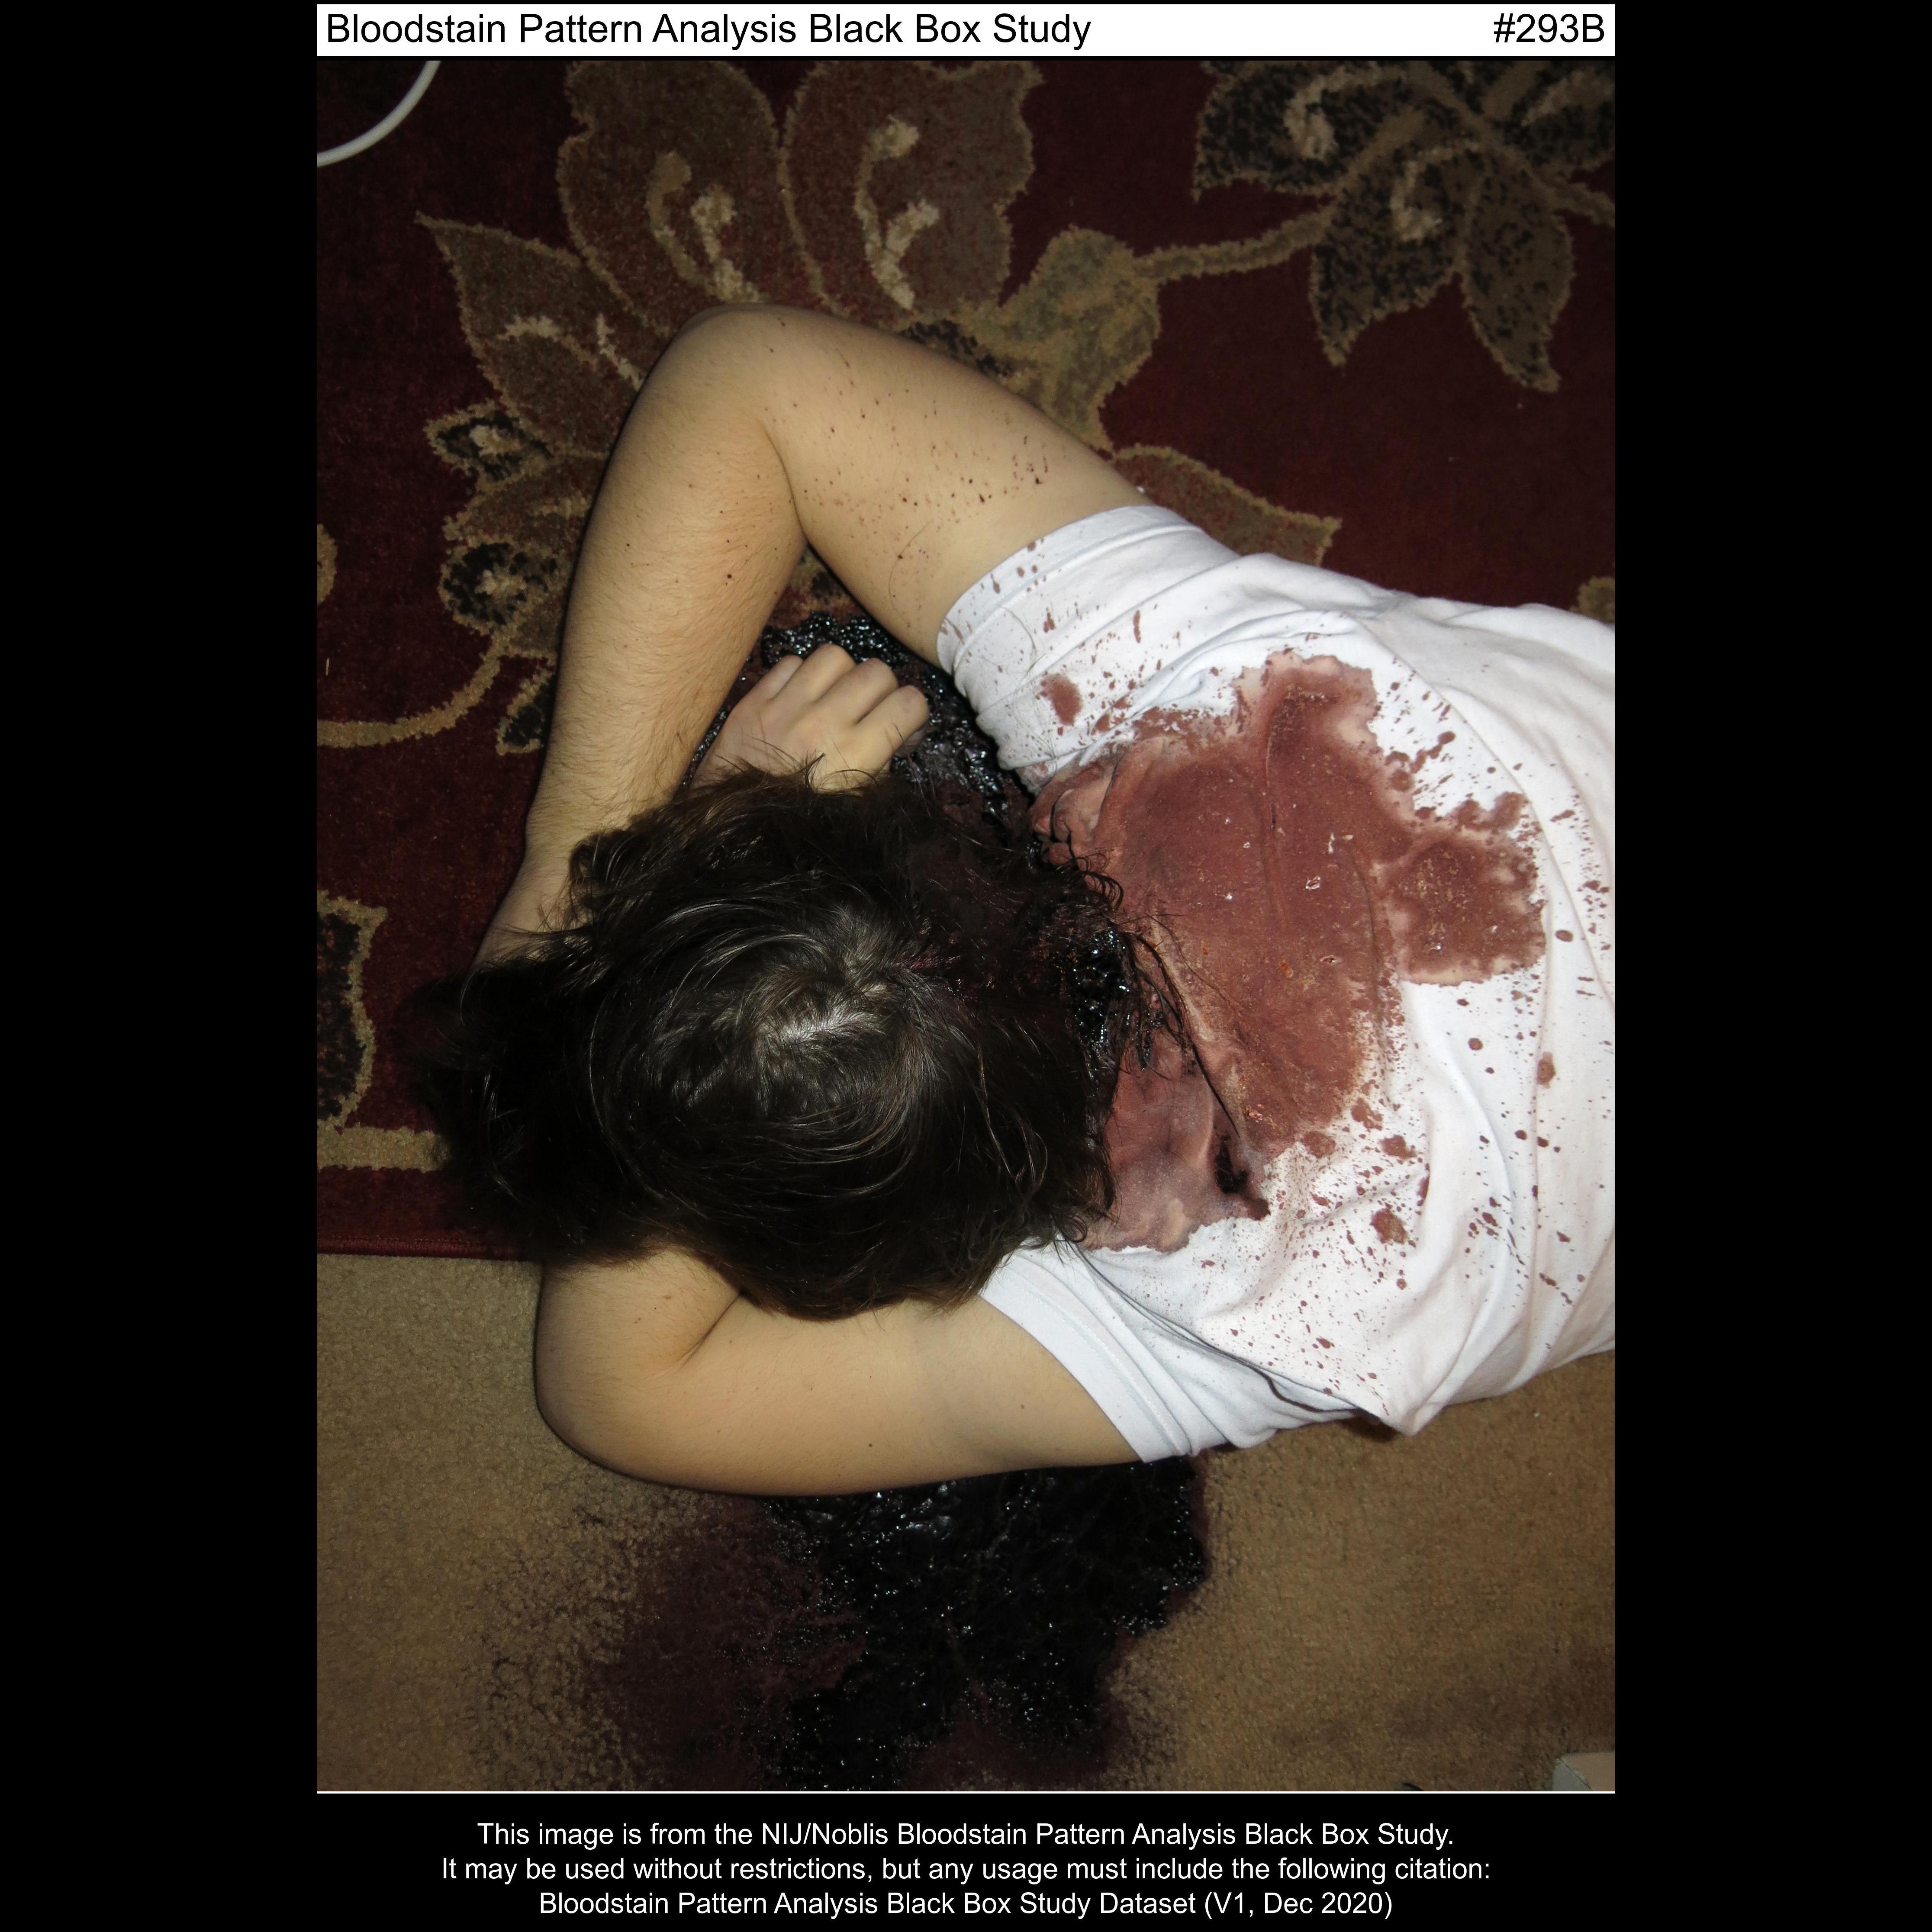 Bloodstain Pattern Analysis Black Box Study #293B
This image is from the NIJ/Noblis Bloodstain Pattern Analysis Black Box Study.
It may be used without restrictions, but any usage must include the following citation:
Bloodstain Pattern Analysis Black Box Study Dataset (V1, Dec 2020)